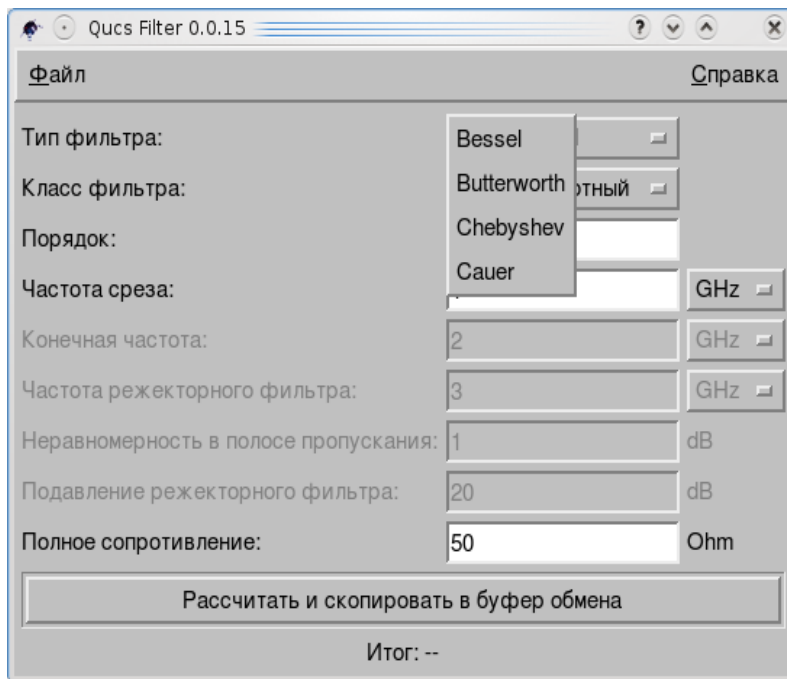 Qucs Filter 0.0.15
Файл Справка
Тип фильтра:
Bessel
Butterworth
Chebyshev
Cauer
Класс фильтра:
Порядок:
Частота среза: GHz
Конечная частота: 2 GHz
Частота режекторного фильтра: 3 GHz
Неравномерность в полосе пропускания: 1 dB
Подавление режекторного фильтра: 20 dB
Полное сопротивление: 50 Ohm
Рассчитать и скопировать в буфер обмена
Итог: --